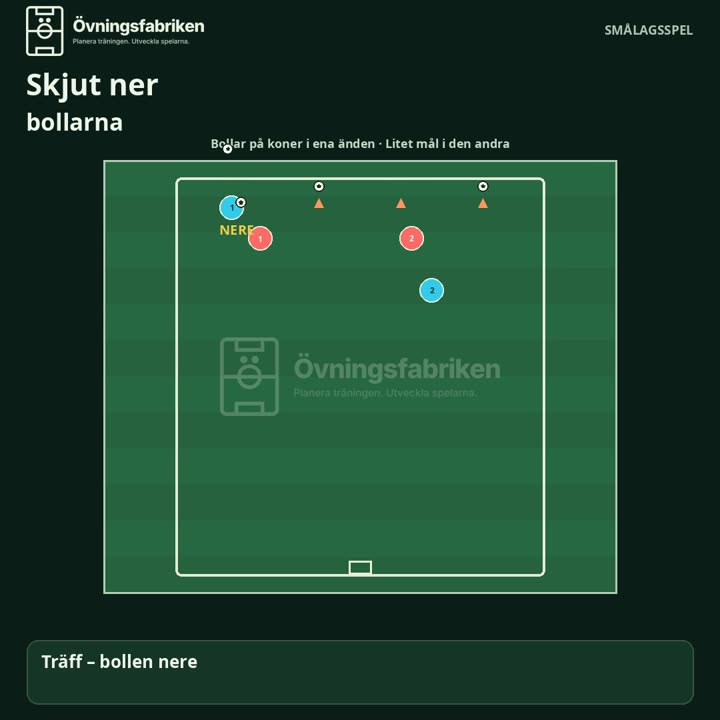 Övningsfabriken
Planera träningen. Utveckla spelarna.
SMÅLAGSSPEL
Skjut ner
bollarna
Bollar på koner i ena änden · Litet mål i den andra
1
NERE
1
2
2
Övningsfabriken
Planera träningen. Utveckla spelarna.
Träff – bollen nere